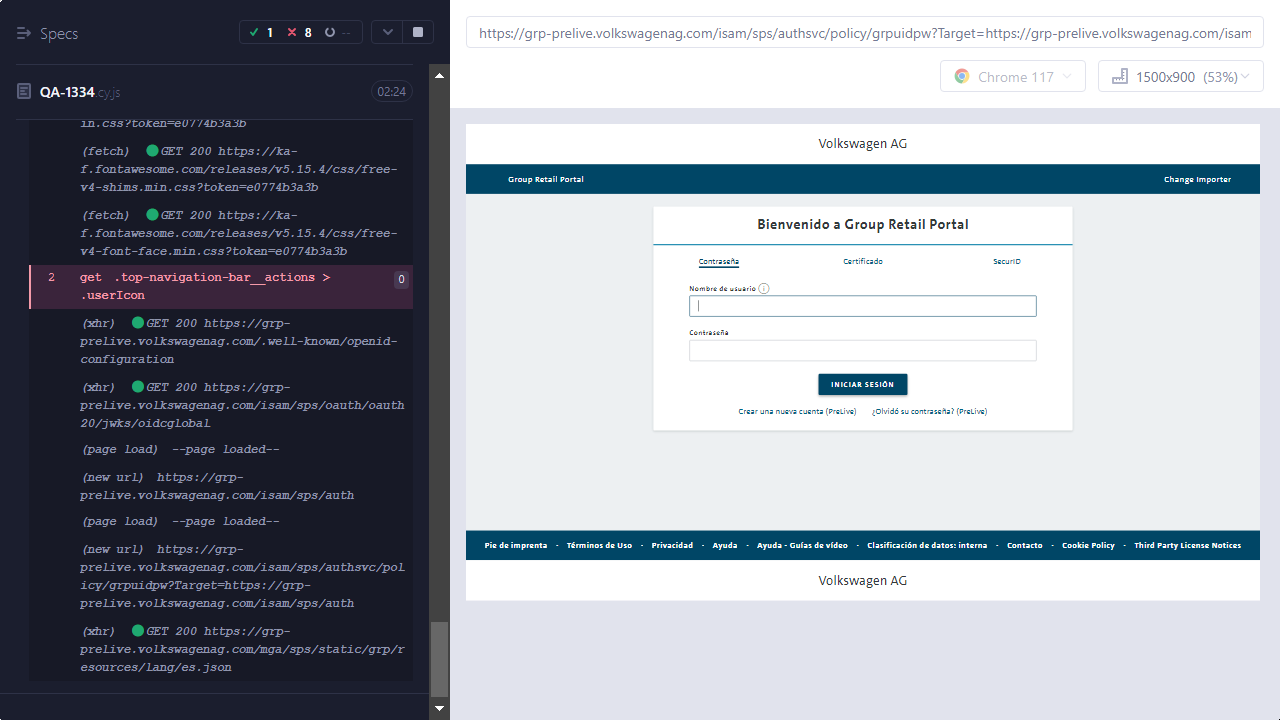 Specs
1
8
--
QA-1334.cy.js
02:24
in.css?token=e0774b3a3b
(fetch) GET 200 https://ka-
f.fontawesome.com/releases/v5.15.4/css/free-
v4-shims.min.css?token=e0774b3a3b
(fetch) GET 200 https://ka-
f.fontawesome.com/releases/v5.15.4/css/free-
v4-font-face.min.css?token=e0774b3a3b
2 get .top-navigation-bar__actions >
.userIcon
0
(xhr) GET 200 https://grp-
prelive.volkswagenag.com/.well-known/openid-
configuration
(xhr) GET 200 https://grp-
prelive.volkswagenag.com/isam/sps/oauth/oauth
20/jwks/oidcglobal
(page load) --page loaded--
(new url) https://grp-
prelive.volkswagenag.com/isam/sps/auth
(page load) --page loaded--
(new url) https://grp-
prelive.volkswagenag.com/isam/sps/authsvc/pol
icy/grpuidpw?Target=https://grp-
prelive.volkswagenag.com/isam/sps/auth
(xhr) GET 200 https://grp-
prelive.volkswagenag.com/mga/sps/static/grp/r
esources/lang/es.json
https://grp-prelive.volkswagenag.com/isam/sps/authsvc/policy/grpuidpw?Target=https://grp-prelive.volkswagenag.com/isam
Chrome 117
1500x900 (53%)
Volkswagen AG
Group Retail Portal
Change Importer
Bienvenido a Group Retail Portal
Contraseña
Certificado
SecurID
Nombre de usuario i
Contraseña
INICIAR SESIÓN
Crear una nueva cuenta (PreLive)
¿Olvidó su contraseña? (PreLive)
Pie de imprenta - Términos de Uso - Privacidad - Ayuda - Ayuda - Guías de vídeo - Clasificación de datos: interna - Contacto - Cookie Policy - Third Party License Notices
Volkswagen AG